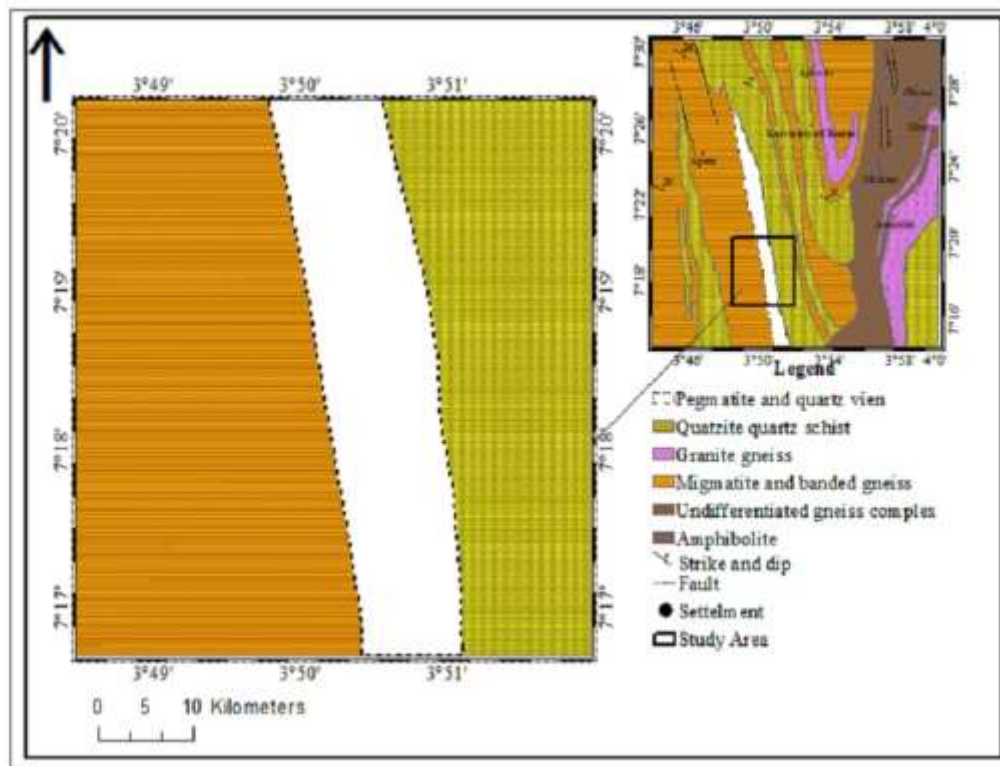 3°49' 3°50' 3°51'
7°20' 7°20'
7°19' 7°19'
7°18' 7°18'
7°17' 7°17'
3°49' 3°50' 3°51'
0 5 10 Kilometers
3°46' 3°50' 3°54' 3°58' 4°0'
7°30' 7°28'
7°26' 7°24'
7°22' 7°20'
7°18' 7°16'
3°46' 3°50' 3°54' 3°58' 4°0'
Legend
Pegmatite and quartz vien
Quatzite quartz schist
Granite gneiss
Migmatite and banded gneiss
Undifferentiated gneiss complex
Amphibolite
Strike and dip
Fault
Settelment
Study Area